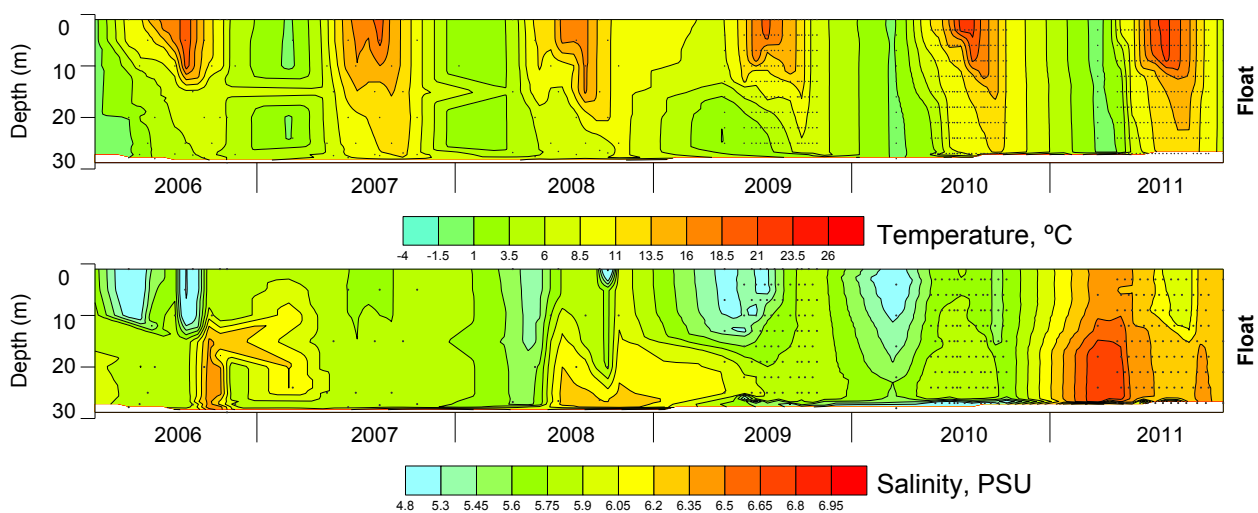 Depth (m)
0
10
20
30
Float
2006 2007 2008 2009 2010 2011
-4 -1.5 1 3.5 6 8.5 11 13.5 16 18.5 21 23.5 26
Temperature, ºC
Depth (m)
0
10
20
30
Float
2006 2007 2008 2009 2010 2011
4.8 5.3 5.45 5.6 5.75 5.9 6.05 6.2 6.35 6.5 6.65 6.8 6.95
Salinity, PSU